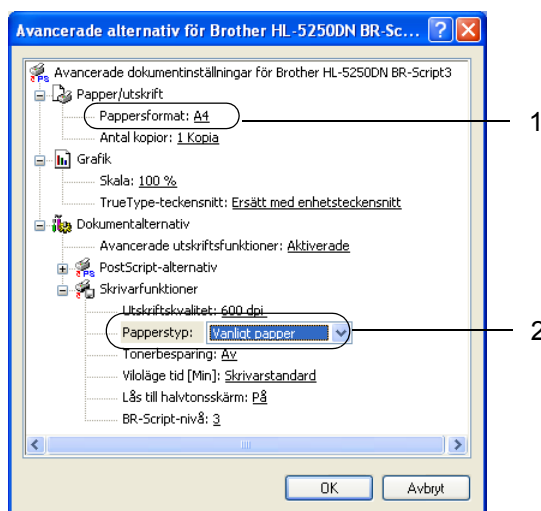 Avancerade alternativ för Brother HL-5250DN BR-Sc...
Avancerade dokumentinställningar för Brother HL-5250DN BR-Script3
Papper/utskrift
Pappersformat: A4
1
Antal kopior: 1 Kopia
Grafik
Skala: 100 %
TrueType-teckensnitt: Ersätt med enhetsteckensnitt
Dokumentalternativ
Avancerade utskriftsfunktioner: Aktiverade
PostScript-alternativ
Skrivarfunktioner
Utskriftskvalitet: 600 dpi
Papperstyp: Vanligt papper
2
Tonerbesparing: Av
Viloläge tid [Min]: Skrivarstandard
Lås till halvtonsskärm: På
BR-Script-nivå: 3
OK Avbryt